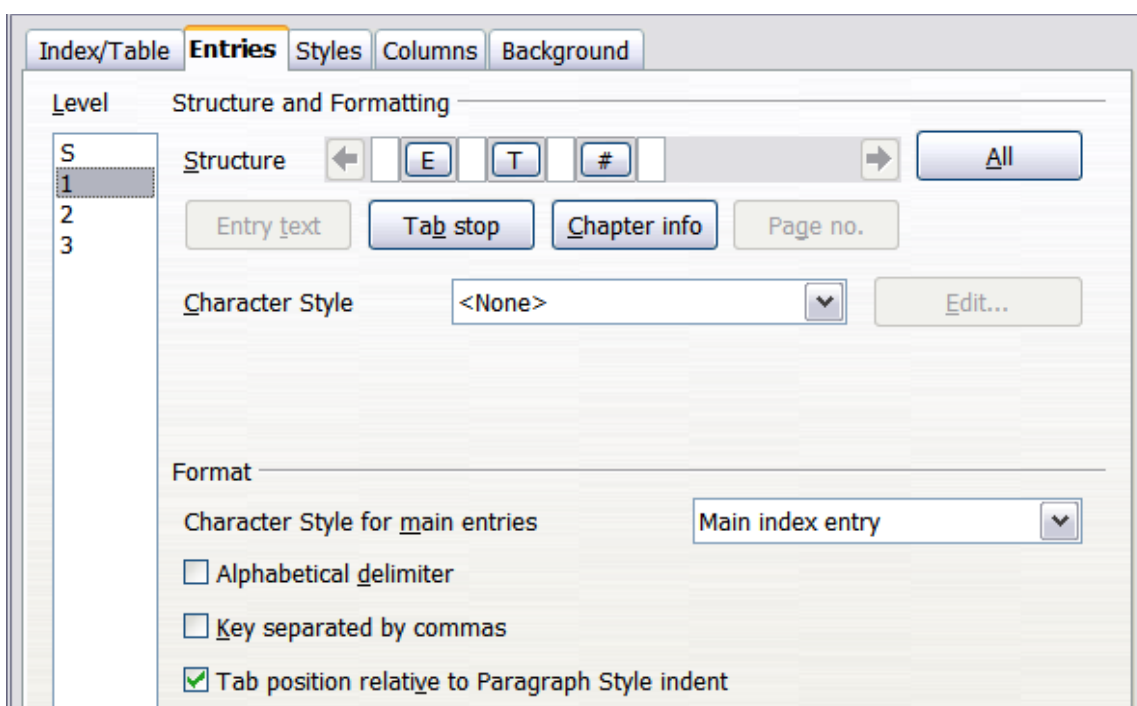 Index/Table Entries Styles Columns Background
Level Structure and Formatting
S
1
2
3
Structure E T # All
Entry text Tab stop Chapter info Page no.
Character Style <None> Edit...
Format
Character Style for main entries Main index entry
Alphabetical delimiter
Key separated by commas
Tab position relative to Paragraph Style indent